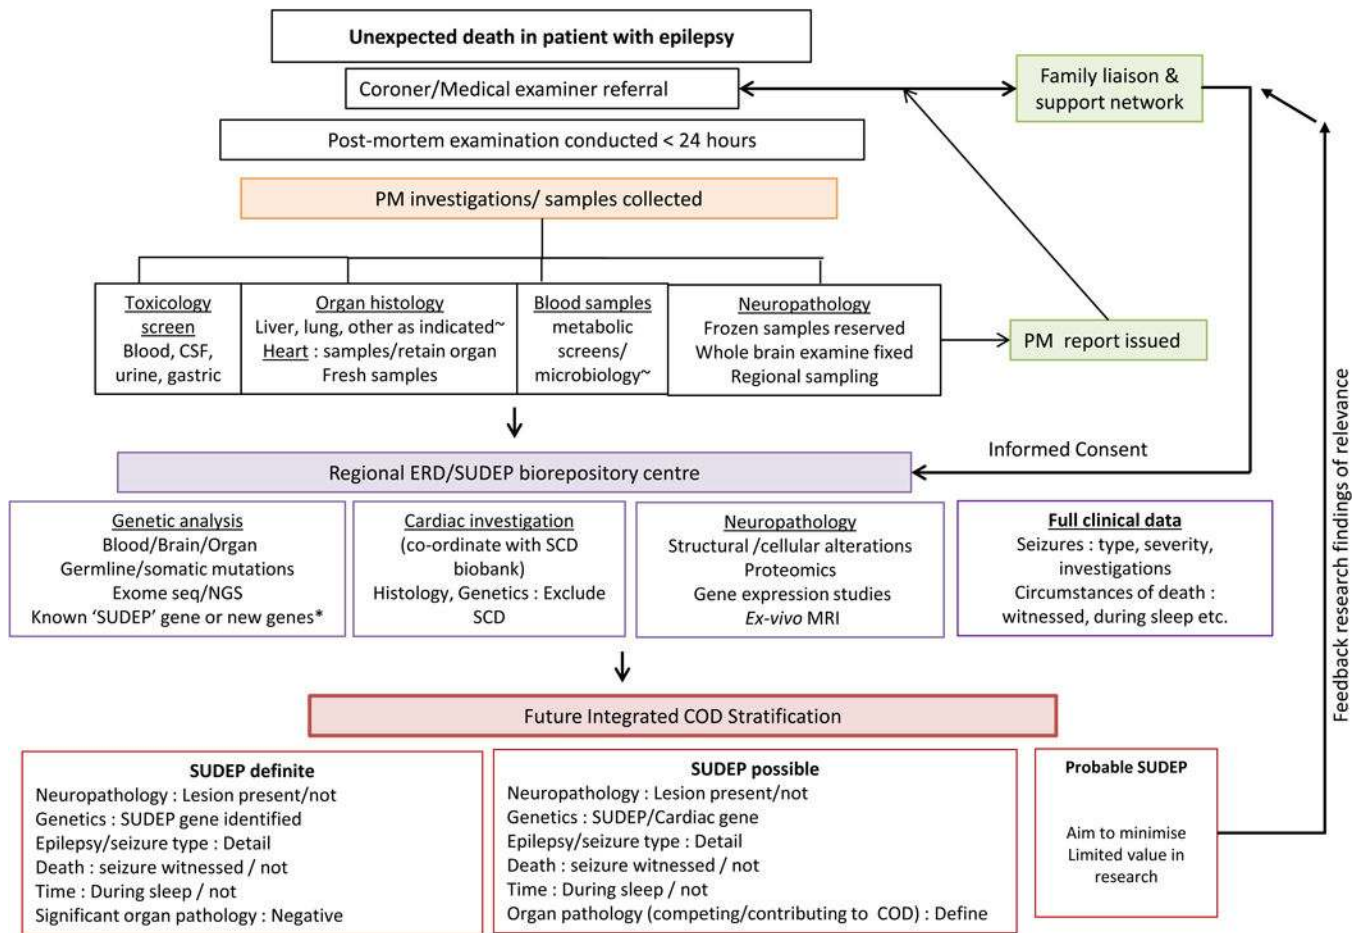 Unexpected death in patient with epilepsy
Coroner/Medical examiner referral
Family liaison &
support network
Post-mortem examination conducted < 24 hours
PM investigations/ samples collected
Toxicology
screen
Blood, CSF,
urine, gastric
Organ histology
Liver, lung, other as indicated~
Heart : samples/retain organ
Fresh samples
Blood samples
metabolic
screens/
microbiology~
Neuropathology
Frozen samples reserved
Whole brain examine fixed
Regional sampling
PM report issued
Informed Consent
Regional ERD/SUDEP biorepository centre
Genetic analysis
Blood/Brain/Organ
Germline/somatic mutations
Exome seq/NGS
Known ‘SUDEP’ gene or new genes*
Cardiac investigation
(co-ordinate with SCD
biobank)
Histology, Genetics : Exclude
SCD
Neuropathology
Structural /cellular alterations
Proteomics
Gene expression studies
Ex-vivo MRI
Full clinical data
Seizures : type, severity,
investigations
Circumstances of death :
witnessed, during sleep etc.
Feedback research findings of relevance
Future Integrated COD Stratification
SUDEP definite
Neuropathology : Lesion present/not
Genetics : SUDEP gene identified
Epilepsy/seizure type : Detail
Death : seizure witnessed / not
Time : During sleep / not
Significant organ pathology : Negative
SUDEP possible
Neuropathology : Lesion present/not
Genetics : SUDEP/Cardiac gene
Epilepsy/seizure type : Detail
Death : seizure witnessed / not
Time : During sleep / not
Organ pathology (competing/contributing to COD) : Define
Probable SUDEP
Aim to minimise
Limited value in
research